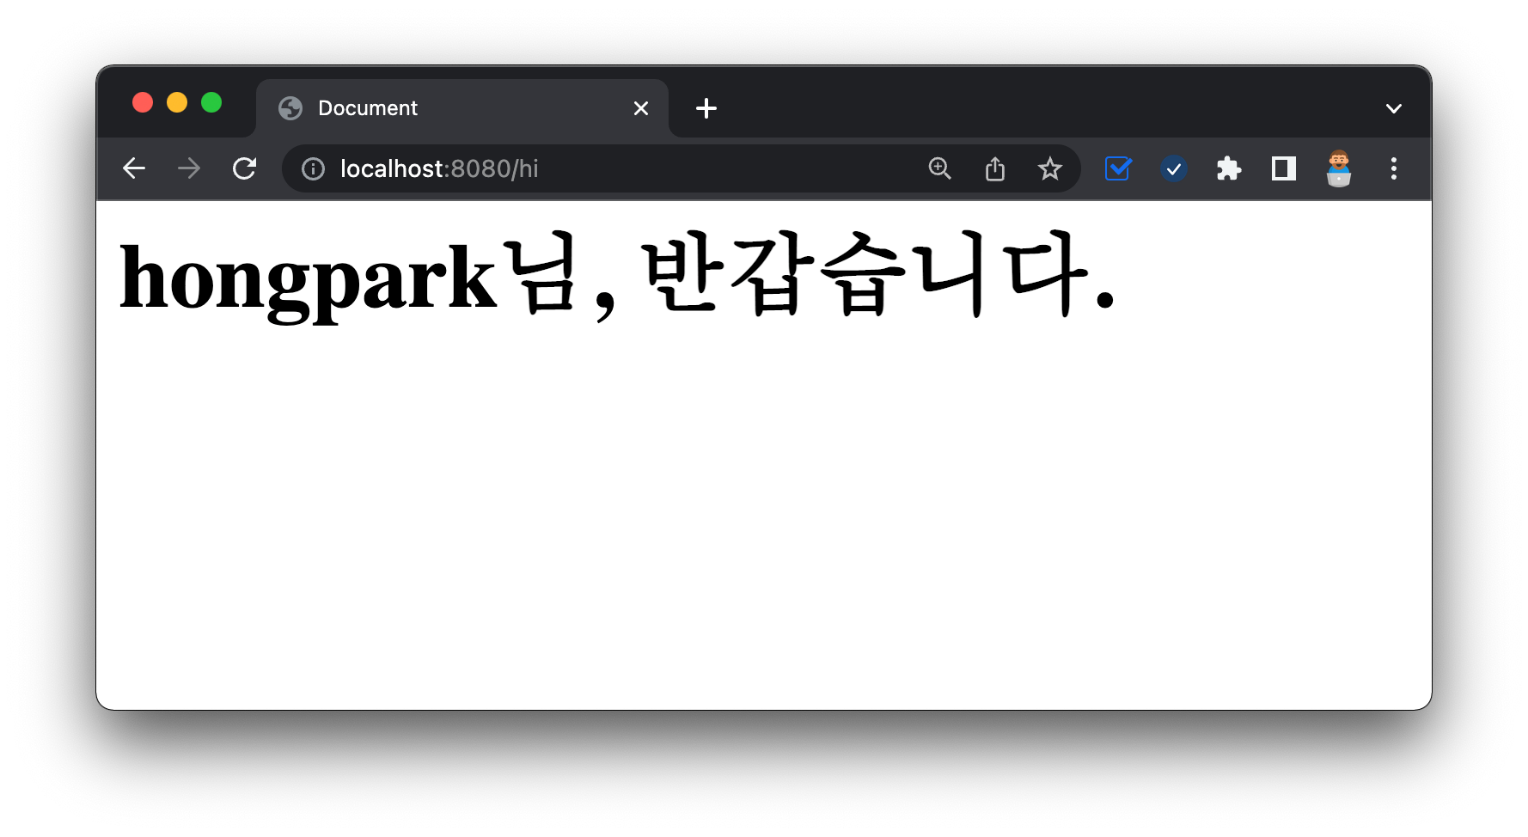 Document
localhost:8080/hi
hongpark님, 반갑습니다.